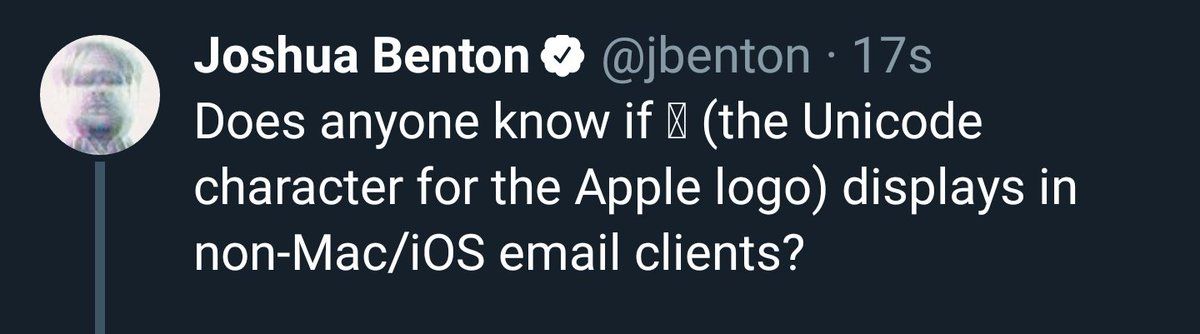 Joshua Benton @jbenton · 17s
Does anyone know if  (the Unicode
character for the Apple logo) displays in
non-Mac/iOS email clients?